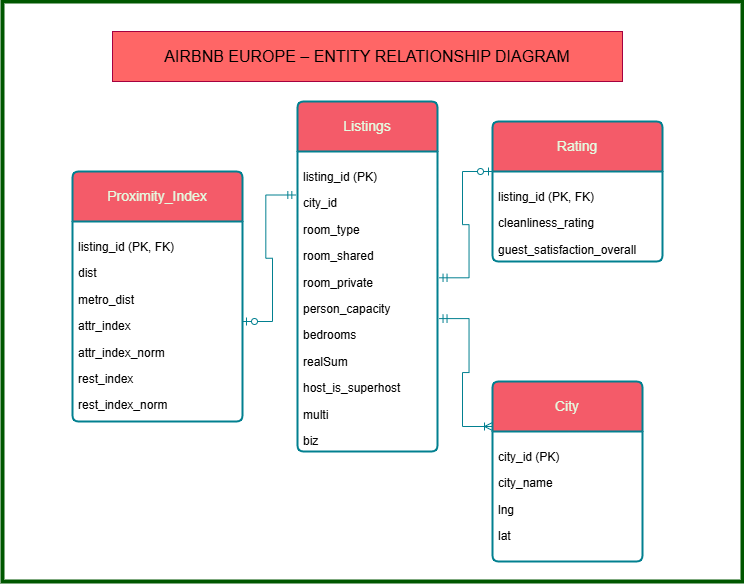 AIRBNB EUROPE – ENTITY RELATIONSHIP DIAGRAM
Proximity_Index
listing_id (PK, FK)
dist
metro_dist
attr_index
attr_index_norm
rest_index
rest_index_norm
Listings
listing_id (PK)
city_id
room_type
room_shared
room_private
person_capacity
bedrooms
realSum
host_is_superhost
multi
biz
Rating
listing_id (PK, FK)
cleanliness_rating
guest_satisfaction_overall
City
city_id (PK)
city_name
lng
lat